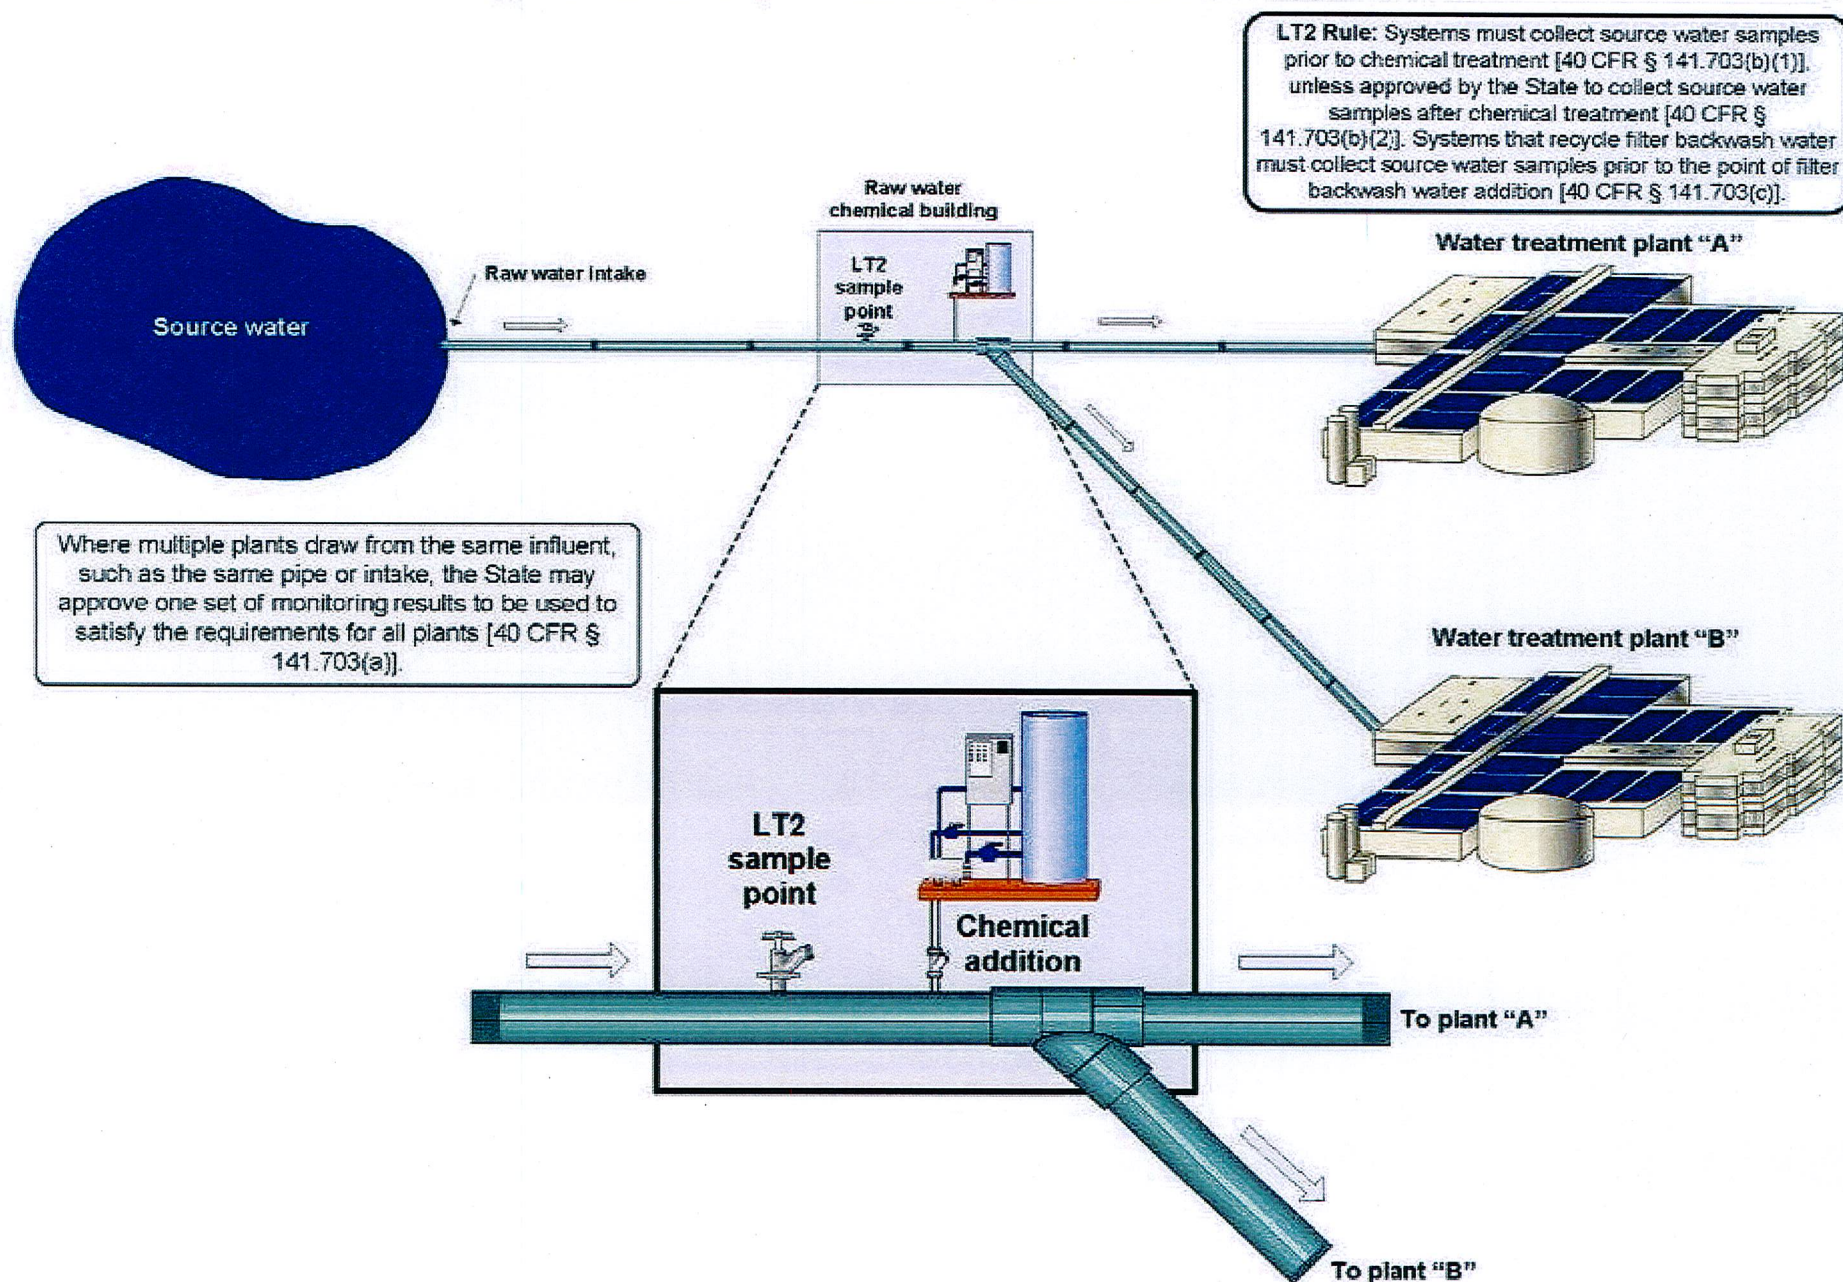 LT2 Rule: Systems must collect source water samples
prior to chemical treatment [40 CFR § 141.703(b)(1)],
unless approved by the State to collect source water
samples after chemical treatment [40 CFR §
141.703(b)(2)]. Systems that recycle filter backwash water
must collect source water samples prior to the point of filter
backwash water addition [40 CFR § 141.703(c)].
Raw water
chemical building
Water treatment plant “A”
LT2
sample
point
Raw water intake
Source water
Where multiple plants draw from the same influent,
such as the same pipe or intake, the State may
approve one set of monitoring results to be used to
satisfy the requirements for all plants [40 CFR §
141.703(a)].
Water treatment plant “B”
LT2
sample
point
Chemical
addition
To plant “A”
To plant “B”